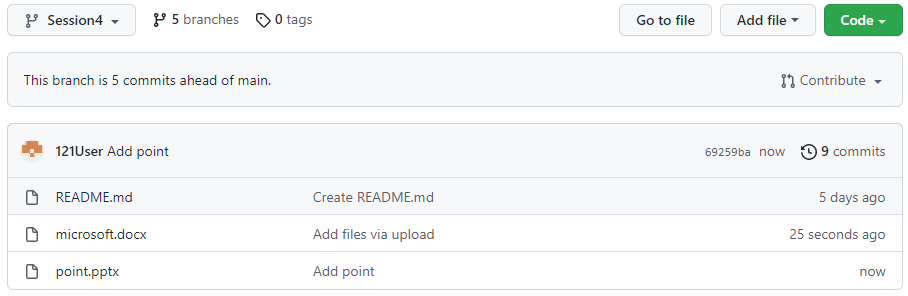 Session4 5 branches 0 tags Go to file Add file Code
This branch is 5 commits ahead of main. Contribute
121User Add point 69259ba now 9 commits
README.md Create README.md 5 days ago
microsoft.docx Add files via upload 25 seconds ago
point.pptx Add point now